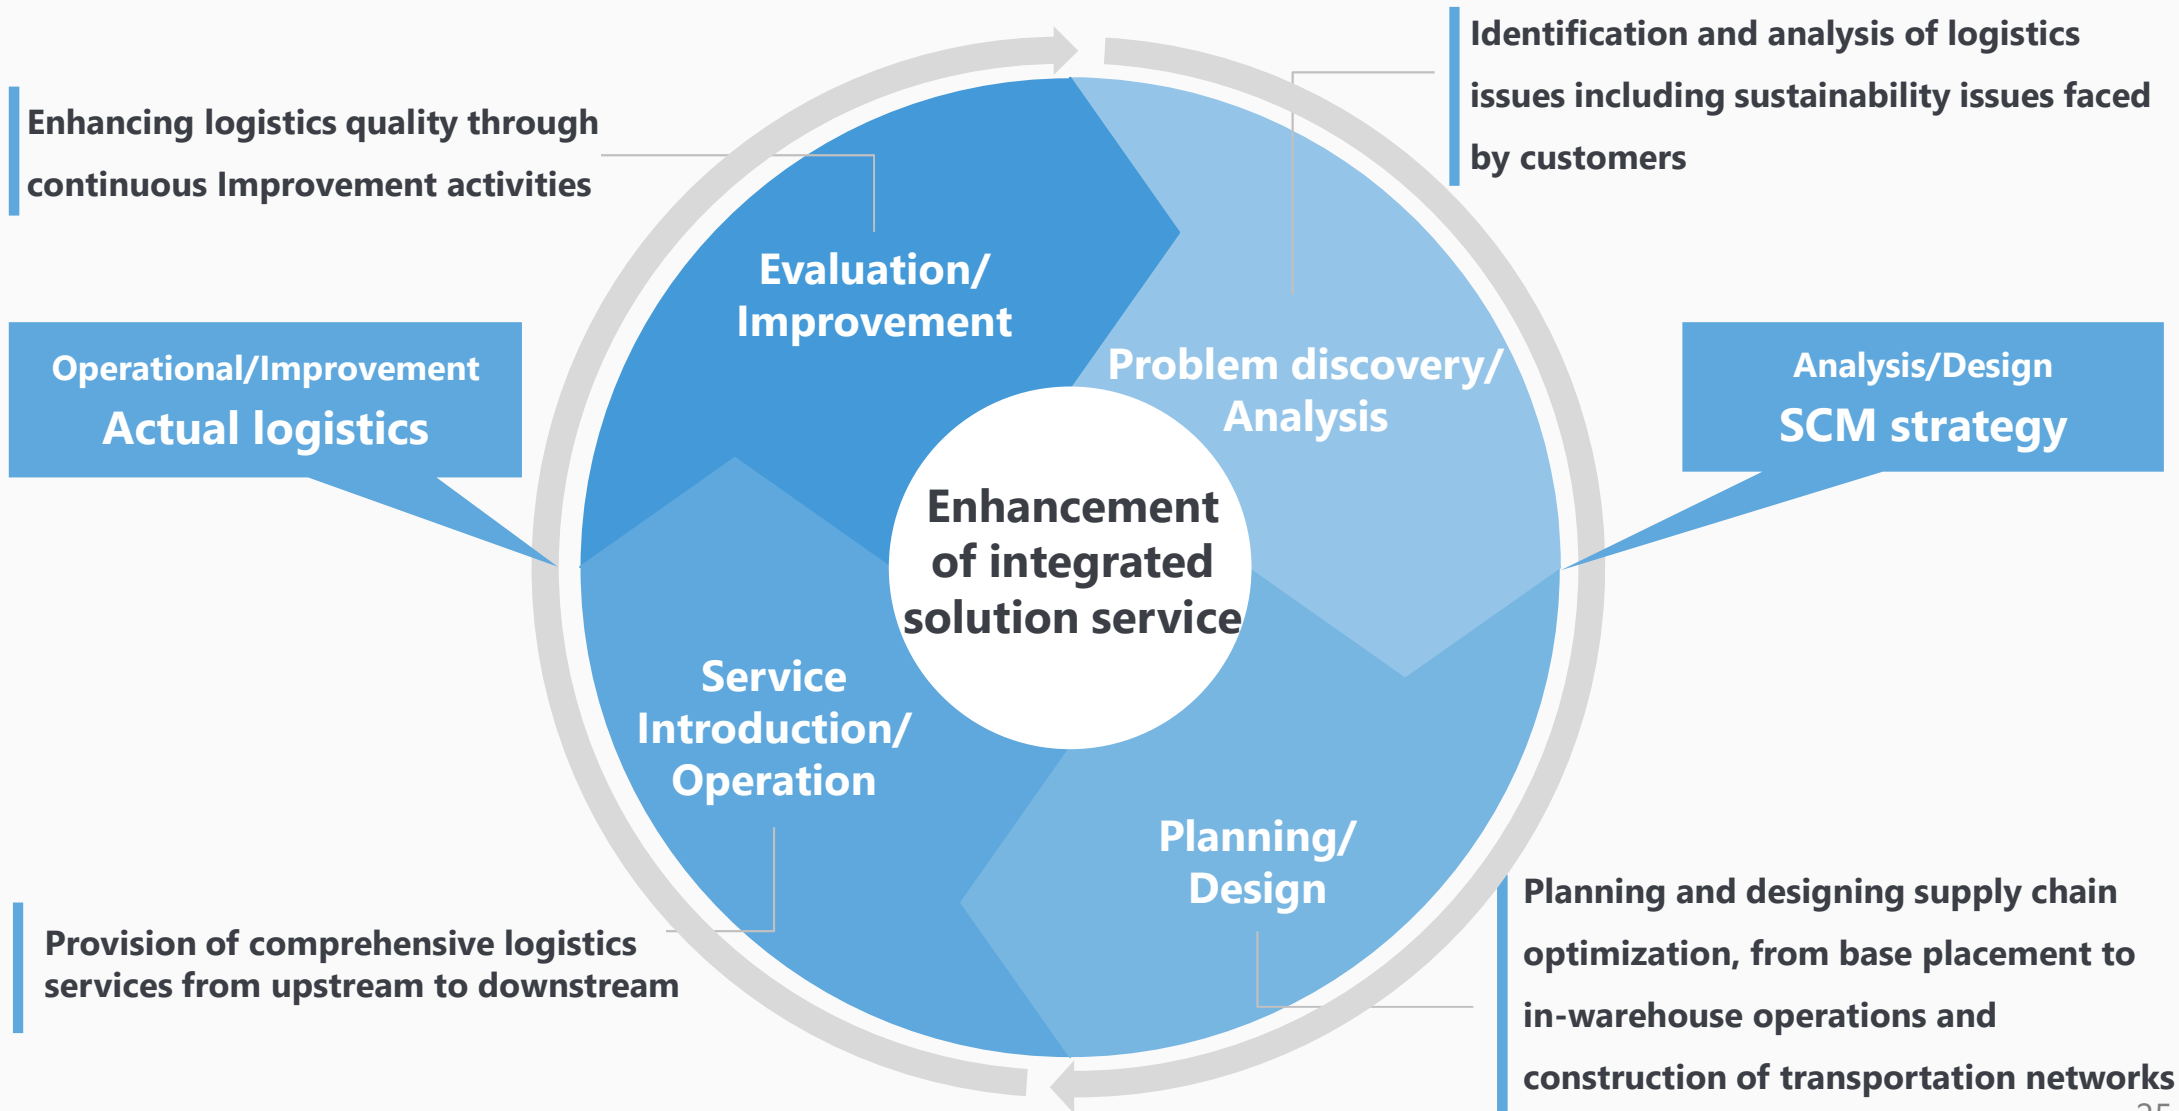 Identification and analysis of logistics
issues including sustainability issues faced
by customers
Enhancing logistics quality through
continuous Improvement activities
Evaluation/
Improvement
Problem discovery/
Analysis
Operational/Improvement
Actual logistics
Analysis/Design
SCM strategy
Enhancement
of integrated
solution service
Service
Introduction/
Operation
Planning/
Design
Provision of comprehensive logistics
services from upstream to downstream
Planning and designing supply chain
optimization, from base placement to
in-warehouse operations and
construction of transportation networks